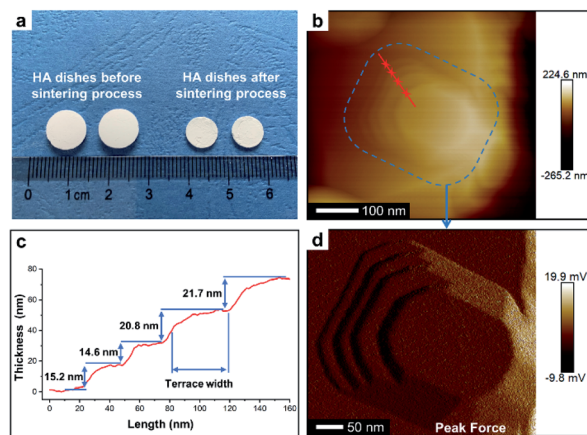 a
HA dishes before
sintering process
HA dishes after
sintering process
0 1 cm 2 3 4 5 6
b
224.6 nm
-265.2 nm
100 nm
c
80
60
40
20
0
Thickness (nm)
15.2 nm
14.6 nm
20.8 nm
21.7 nm
Terrace width
0 20 40 60 80 100 120 140 160
Length (nm)
d
19.9 mV
-9.8 mV
50 nm
Peak Force